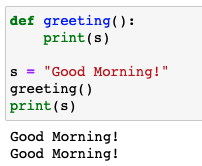 def greeting():
    print(s)
s = "Good Morning!"
greeting()
print(s)
Good Morning!
Good Morning!